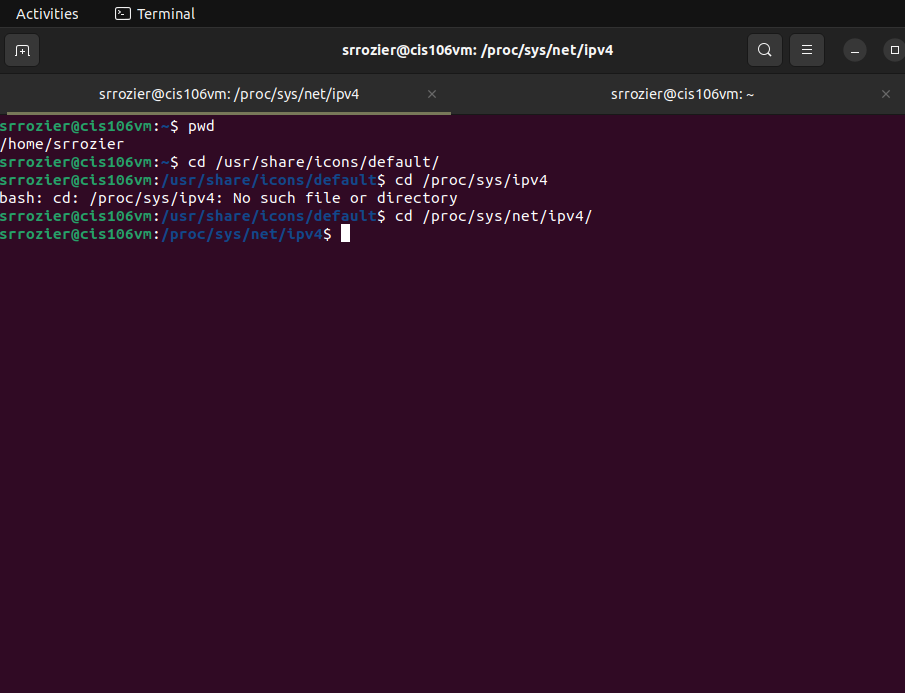 Activities Terminal
srrozier@cis106vm: /proc/sys/net/ipv4
srrozier@cis106vm: /proc/sys/net/ipv4 srrozier@cis106vm: ~
srrozier@cis106vm:~$ pwd
/home/srrozier
srrozier@cis106vm:~$ cd /usr/share/icons/default/
srrozier@cis106vm:/usr/share/icons/default$ cd /proc/sys/ipv4
bash: cd: /proc/sys/ipv4: No such file or directory
srrozier@cis106vm:/usr/share/icons/default$ cd /proc/sys/net/ipv4/
srrozier@cis106vm:/proc/sys/net/ipv4$